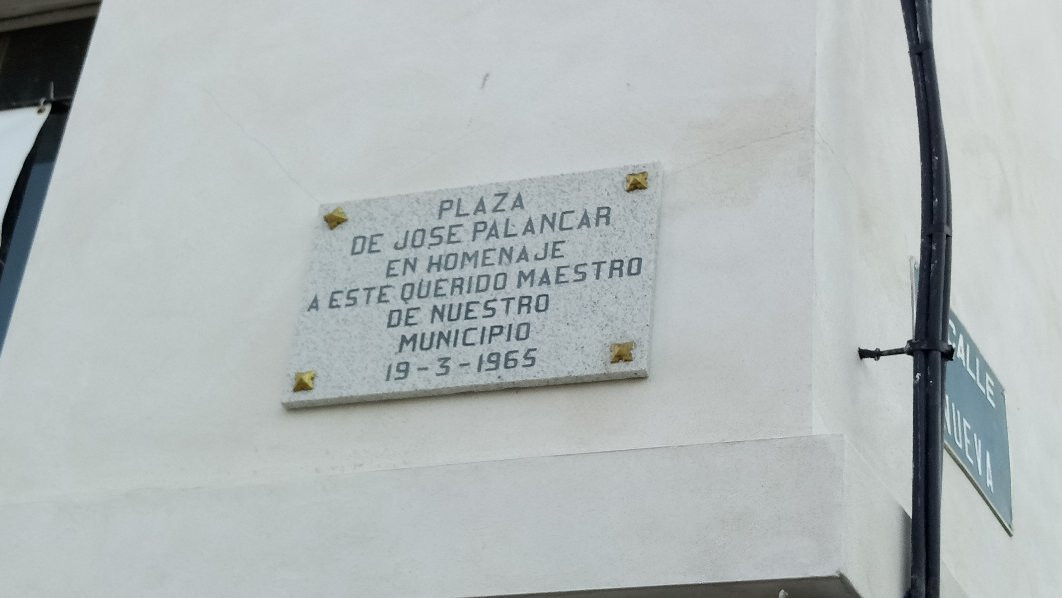 PLAZA
DE JOSE PALANCAR
EN HOMENAJE
A ESTE QUERIDO MAESTRO
DE NUESTRO
MUNICIPIO
19-3-1965
CALLE
NUEVA